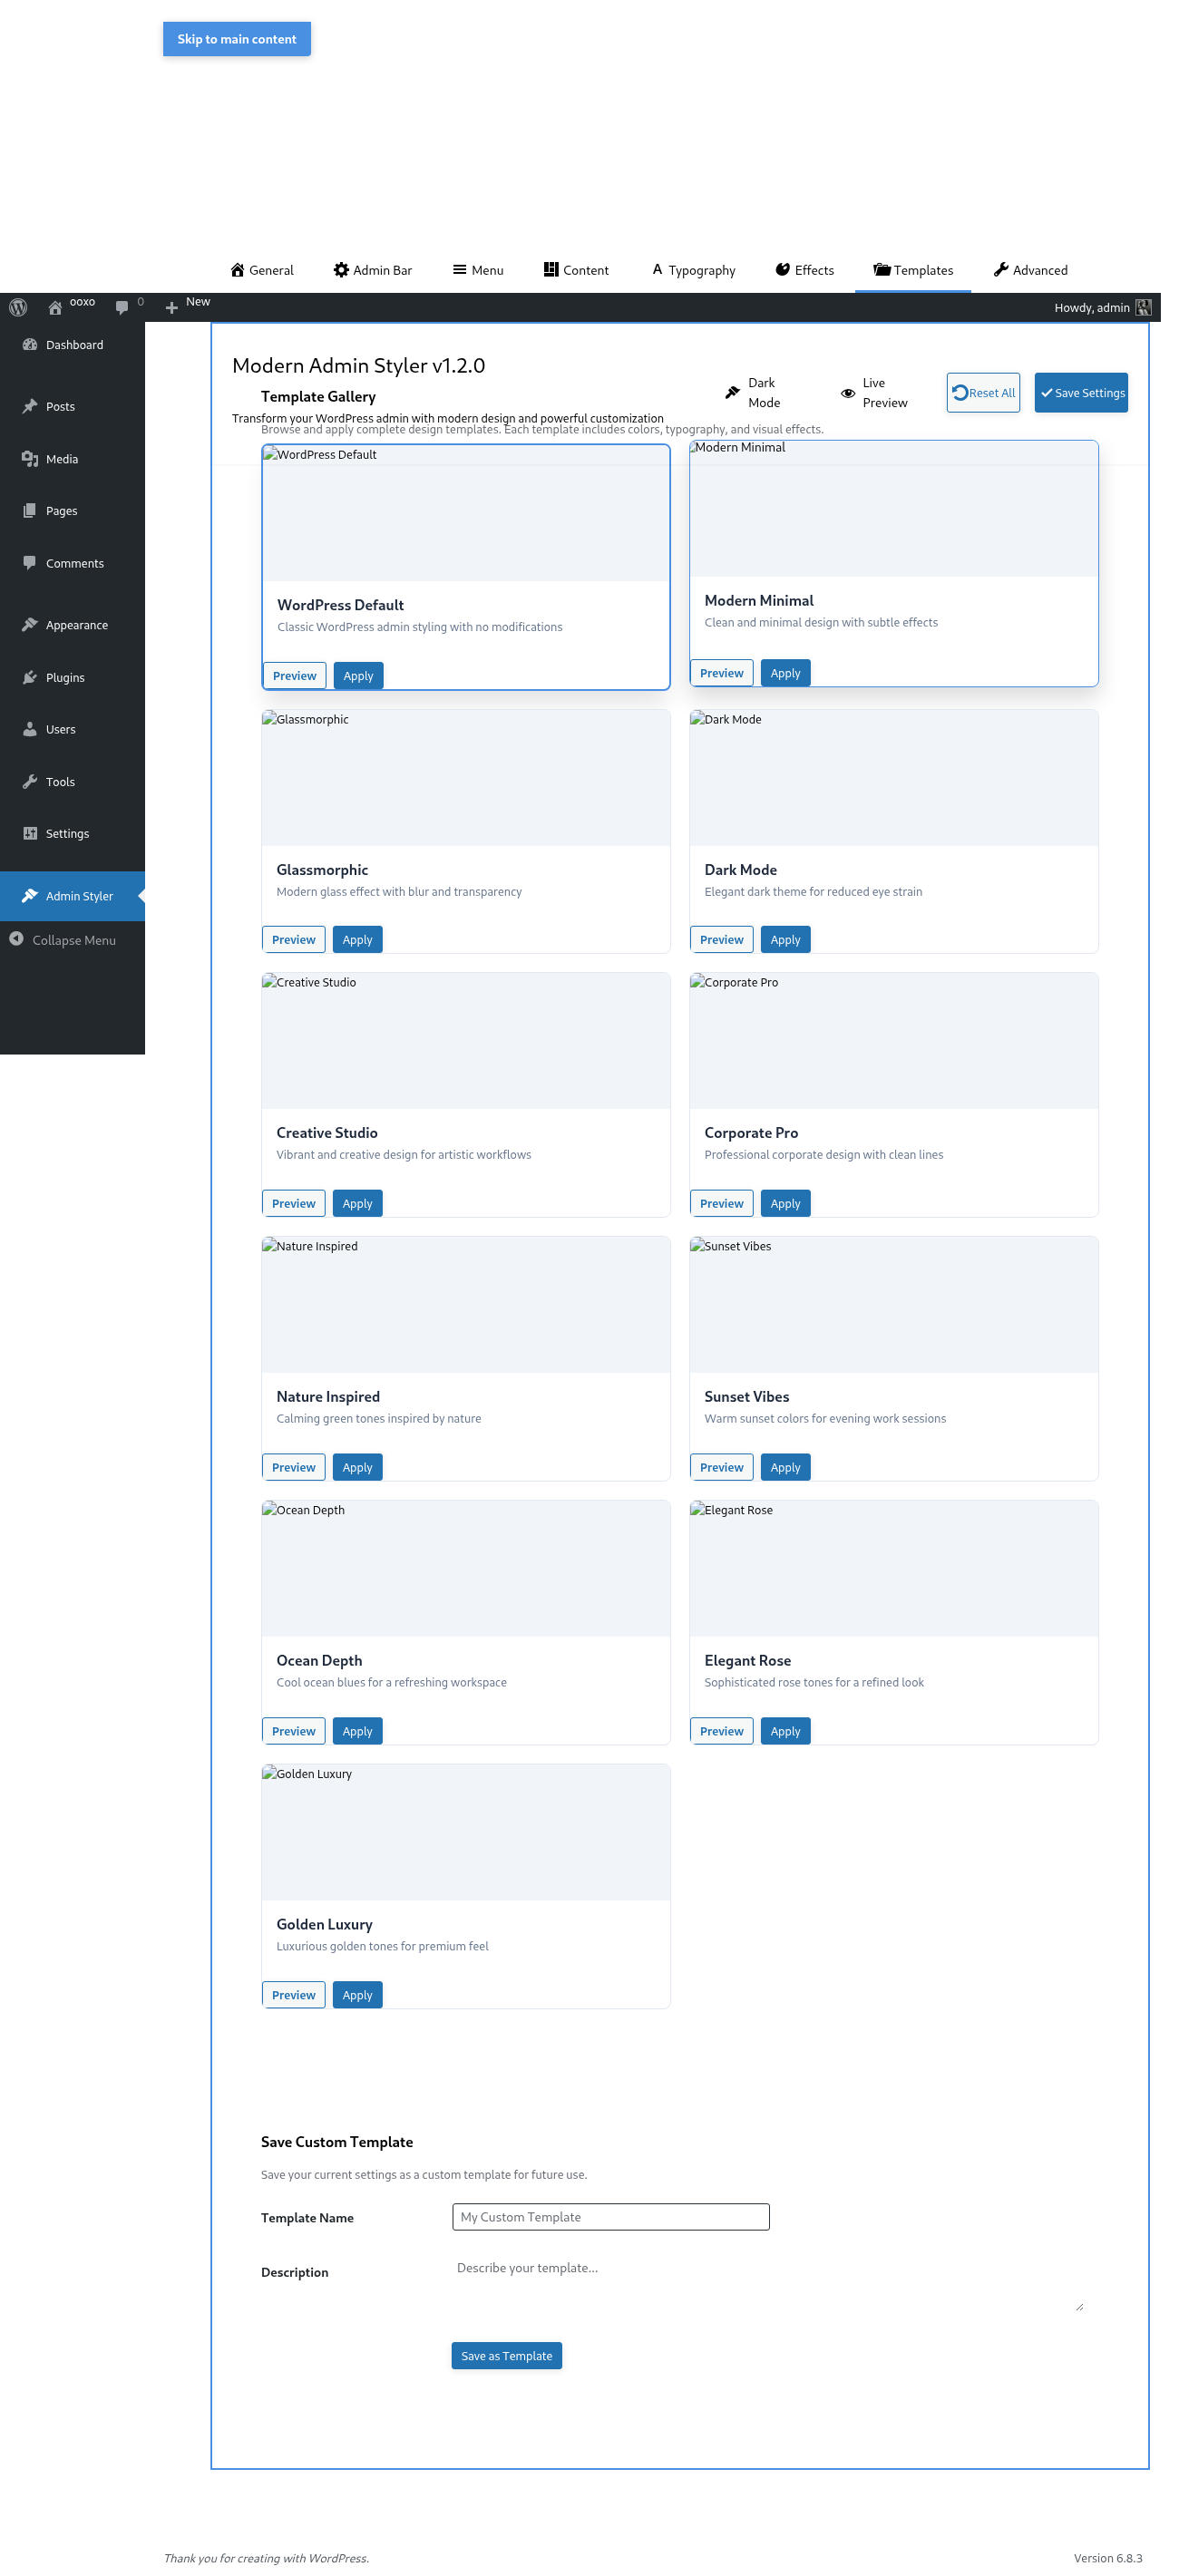 Skip to main content
General Admin Bar Menu Content Typography Effects Templates Advanced
ooxo 0 New Howdy, admin
Dashboard
Posts
Media
Pages
Comments
Appearance
Plugins
Users
Tools
Settings
Admin Styler
Collapse Menu
Modern Admin Styler v1.2.0
Template Gallery
Transform your WordPress admin with modern design and powerful customization
Browse and apply complete design templates. Each template includes colors, typography, and visual effects.
Dark
Mode
Live
Preview
Reset All
Save Settings
WordPress Default
WordPress Default
Classic WordPress admin styling with no modifications
Preview Apply
Modern Minimal
Modern Minimal
Clean and minimal design with subtle effects
Preview Apply
Glassmorphic
Glassmorphic
Modern glass effect with blur and transparency
Preview Apply
Dark Mode
Dark Mode
Elegant dark theme for reduced eye strain
Preview Apply
Creative Studio
Creative Studio
Vibrant and creative design for artistic workflows
Preview Apply
Corporate Pro
Corporate Pro
Professional corporate design with clean lines
Preview Apply
Nature Inspired
Nature Inspired
Calming green tones inspired by nature
Preview Apply
Sunset Vibes
Sunset Vibes
Warm sunset colors for evening work sessions
Preview Apply
Ocean Depth
Ocean Depth
Cool ocean blues for a refreshing workspace
Preview Apply
Elegant Rose
Elegant Rose
Sophisticated rose tones for a refined look
Preview Apply
Golden Luxury
Golden Luxury
Luxurious golden tones for premium feel
Preview Apply
Save Custom Template
Save your current settings as a custom template for future use.
Template Name My Custom Template
Description Describe your template...
Save as Template
Thank you for creating with WordPress. Version 6.8.3